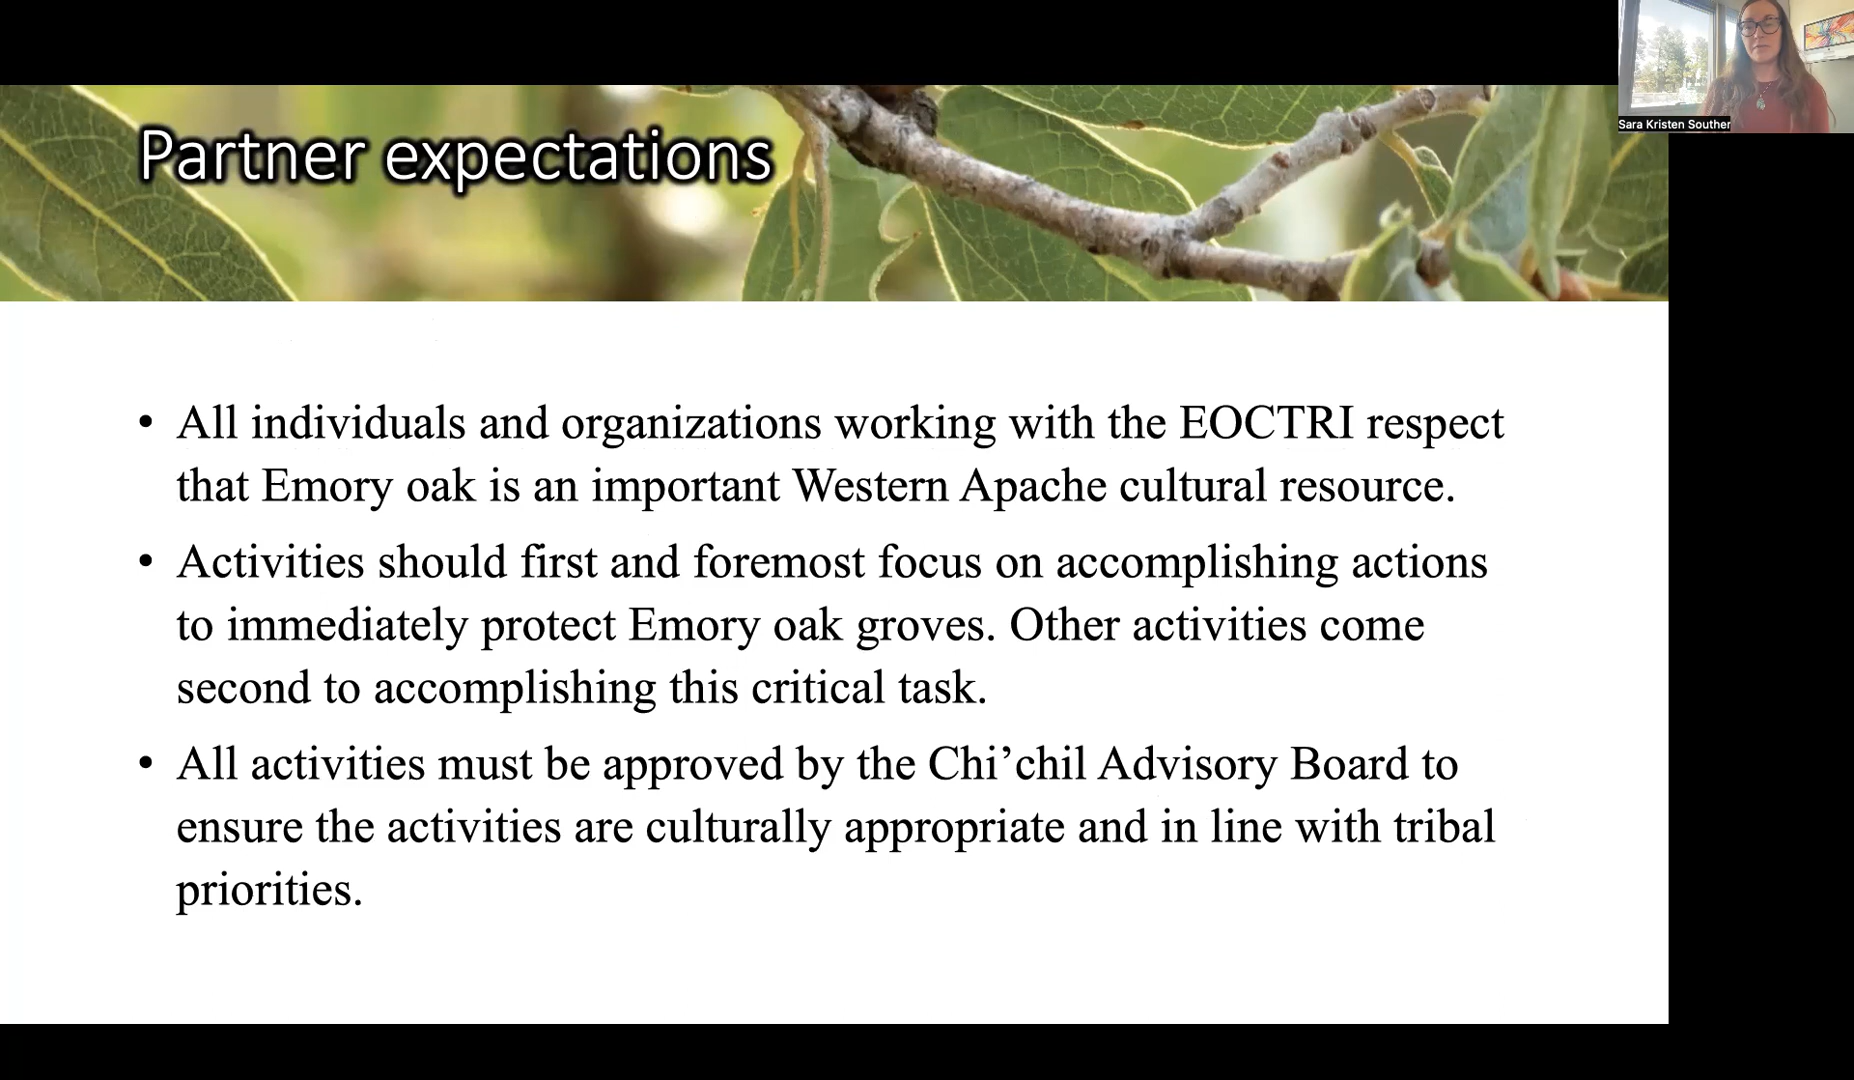 Sara Kristen Souther
Partner expectations
• All individuals and organizations working with the EOCTRI respect
that Emory oak is an important Western Apache cultural resource.
• Activities should first and foremost focus on accomplishing actions
to immediately protect Emory oak groves. Other activities come
second to accomplishing this critical task.
• All activities must be approved by the Chi’chil Advisory Board to
ensure the activities are culturally appropriate and in line with tribal
priorities.